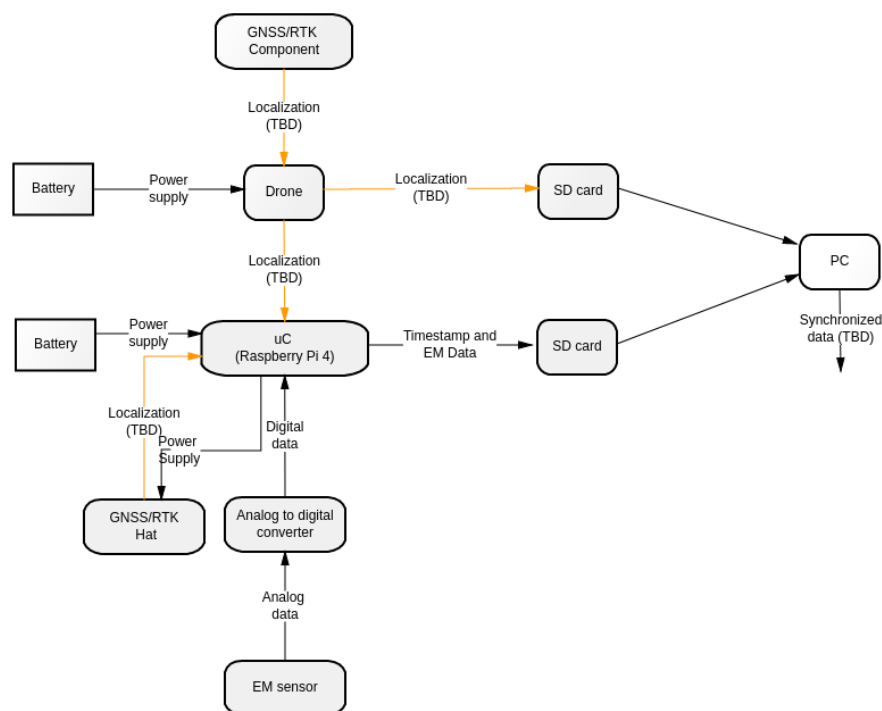 GNSS/RTK
Component
Localization
(TBD)
Battery
Power
supply
Drone
Localization
(TBD)
SD card
PC
Localization
(TBD)
Synchronized
data (TBD)
Battery
Power
supply
uC
(Raspberry Pi 4)
Timestamp and
EM Data
SD card
Localization
(TBD)
Power
Supply
Digital
data
GNSS/RTK
Hat
Analog to digital
converter
Analog
data
EM sensor